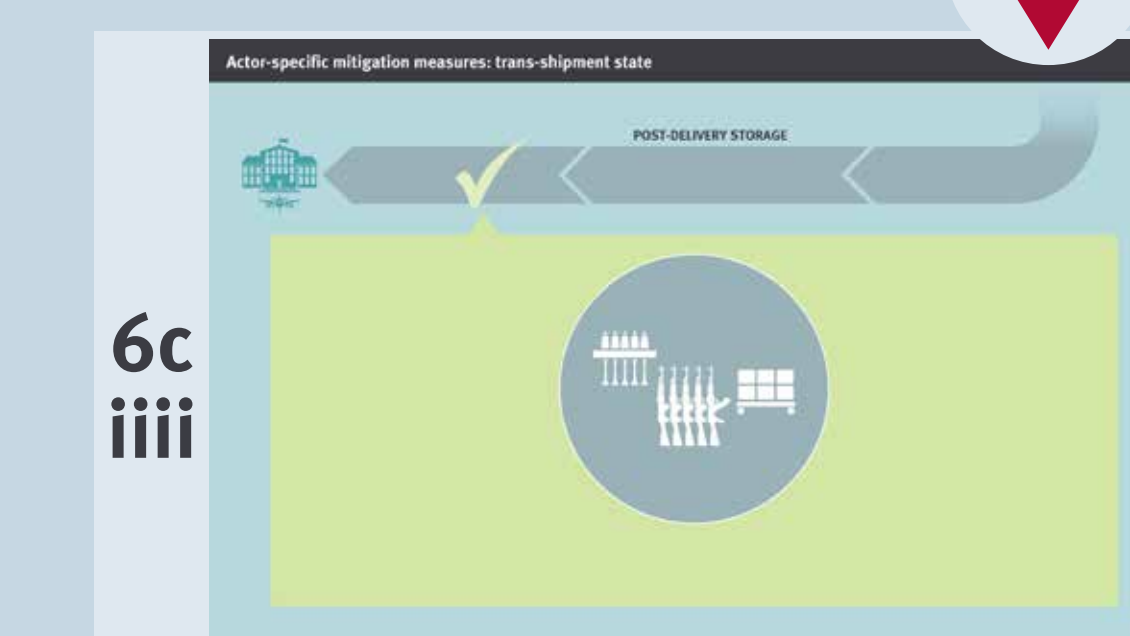 Actor-specific mitigation measures: trans-shipment state
POST-DELIVERY STORAGE
6c
iiii